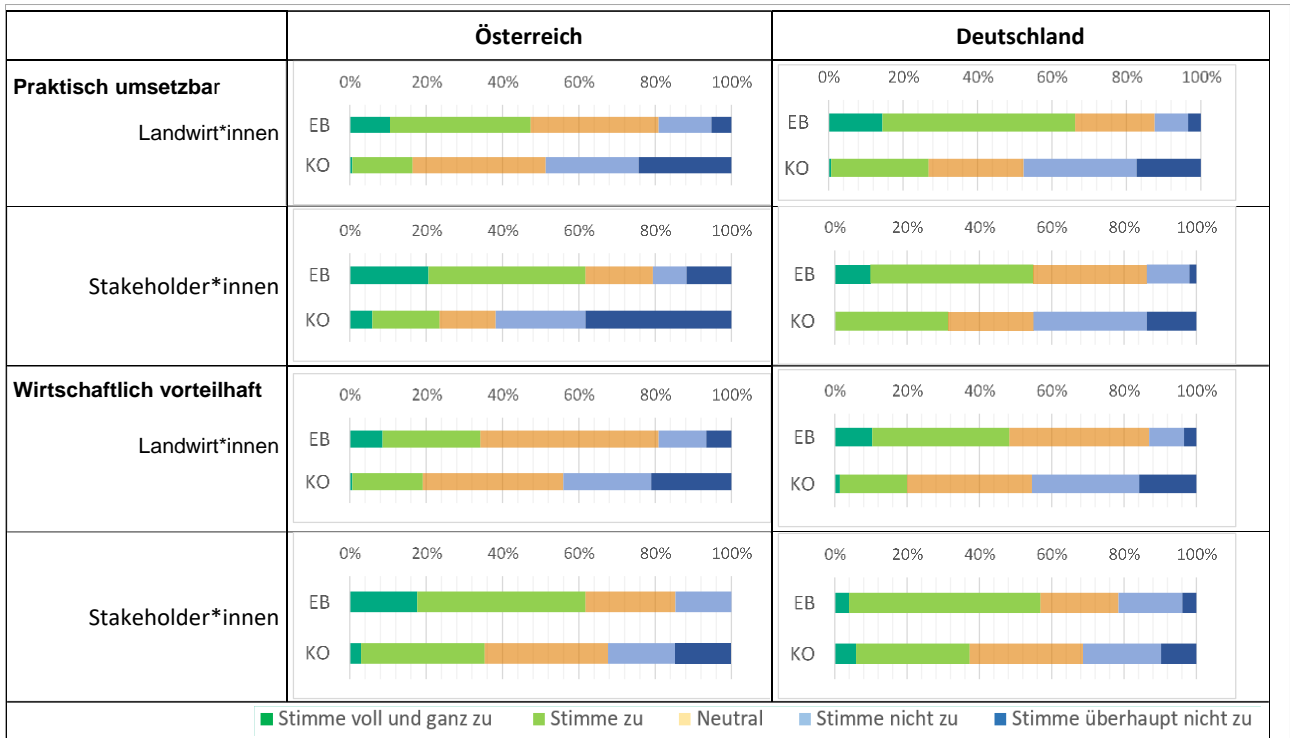 Österreich Deutschland
Praktisch umsetzbar
Landwirt*innen
0% 20% 40% 60% 80% 100%
EB
KO
0% 20% 40% 60% 80% 100%
EB
KO
Stakeholder*innen
0% 20% 40% 60% 80% 100%
EB
KO
0% 20% 40% 60% 80% 100%
EB
KO
Wirtschaftlich vorteilhaft
Landwirt*innen
0% 20% 40% 60% 80% 100%
EB
KO
0% 20% 40% 60% 80% 100%
EB
KO
Stakeholder*innen
0% 20% 40% 60% 80% 100%
EB
KO
0% 20% 40% 60% 80% 100%
EB
KO
Stimme voll und ganz zu Stimme zu Neutral Stimme nicht zu Stimme überhaupt nicht zu